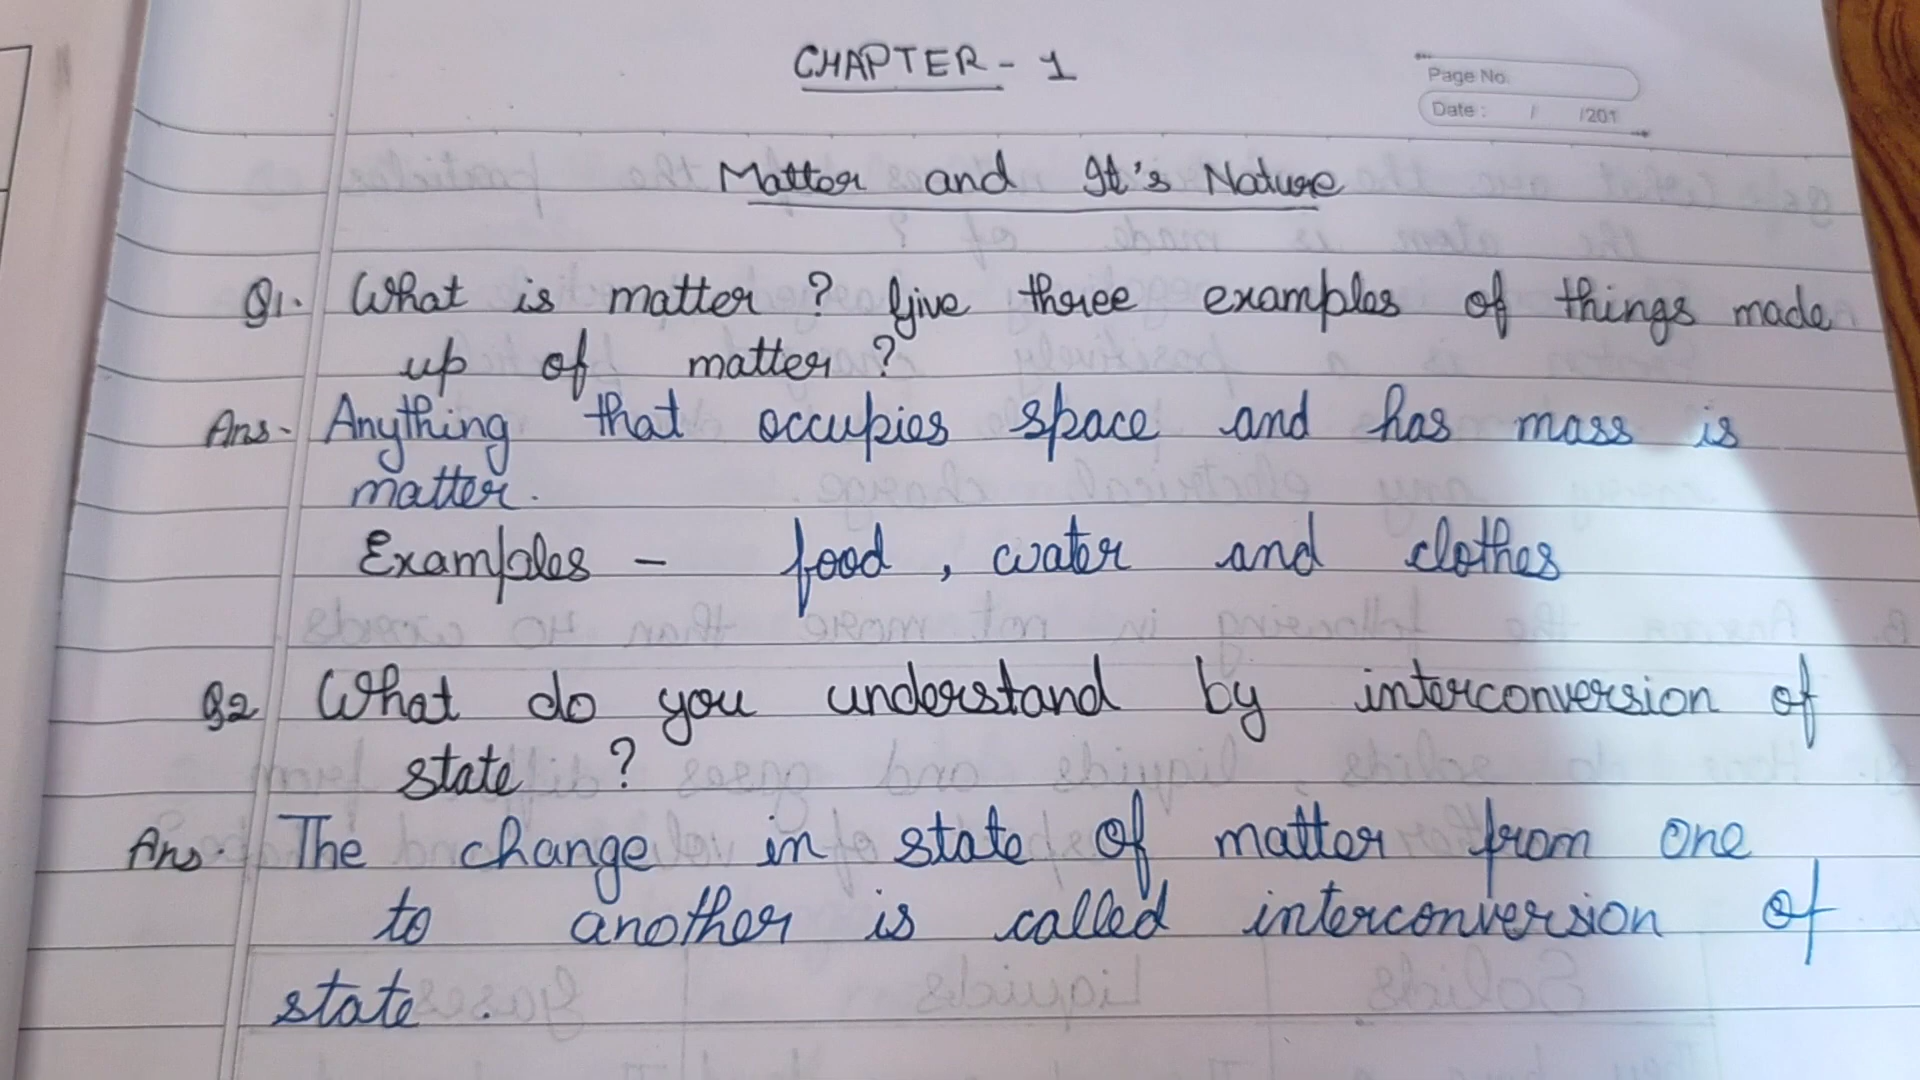 CHAPTER - 1
Page No.
Date : / /201
Matter and It's Nature
Q1. What is matter ? Give three examples of things made
up of matter ?
Ans - Anything that occupies space and has mass is
matter.
Examples - food , water and clothes
Q2 What do you understand by interconversion of
state ?
Ans. The change in state of matter from one
to another is called interconversion of
state .